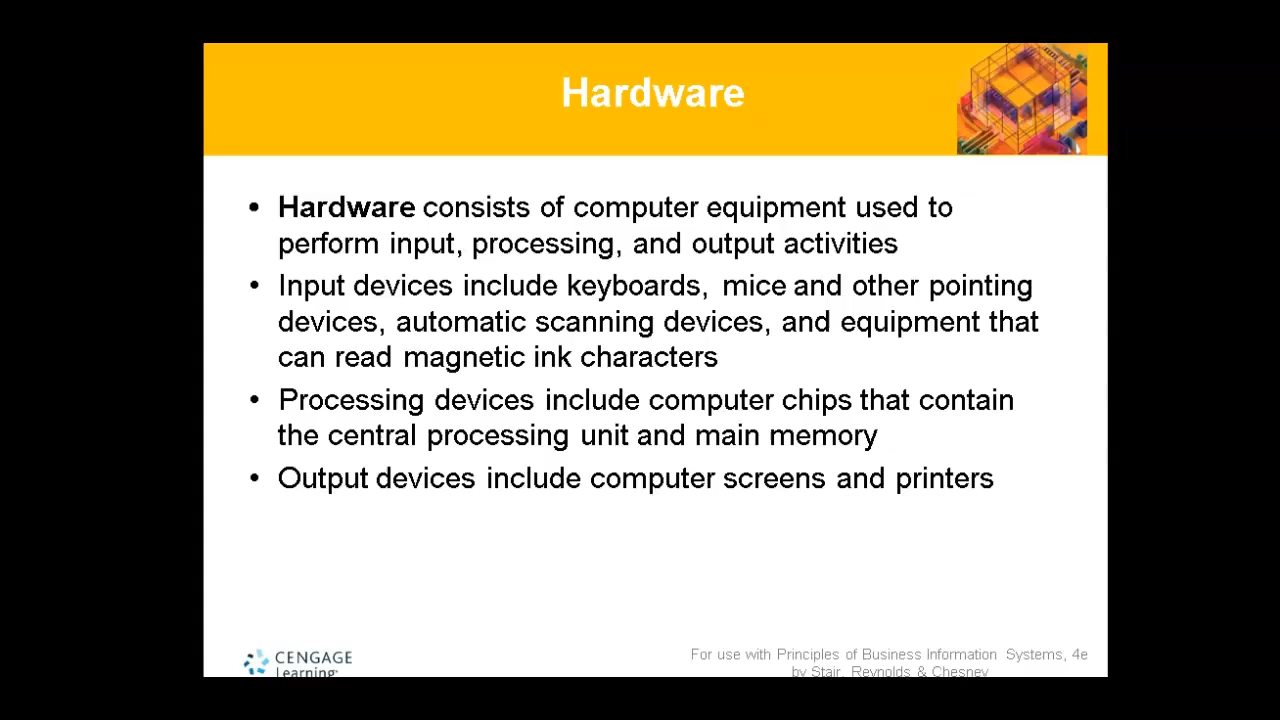 Hardware
• Hardware consists of computer equipment used to
perform input, processing, and output activities
• Input devices include keyboards, mice and other pointing
devices, automatic scanning devices, and equipment that
can read magnetic ink characters
• Processing devices include computer chips that contain
the central processing unit and main memory
• Output devices include computer screens and printers
CENGAGE
Learning
For use with Principles of Business Information Systems, 4e
by Stair, Reynolds & Chesney